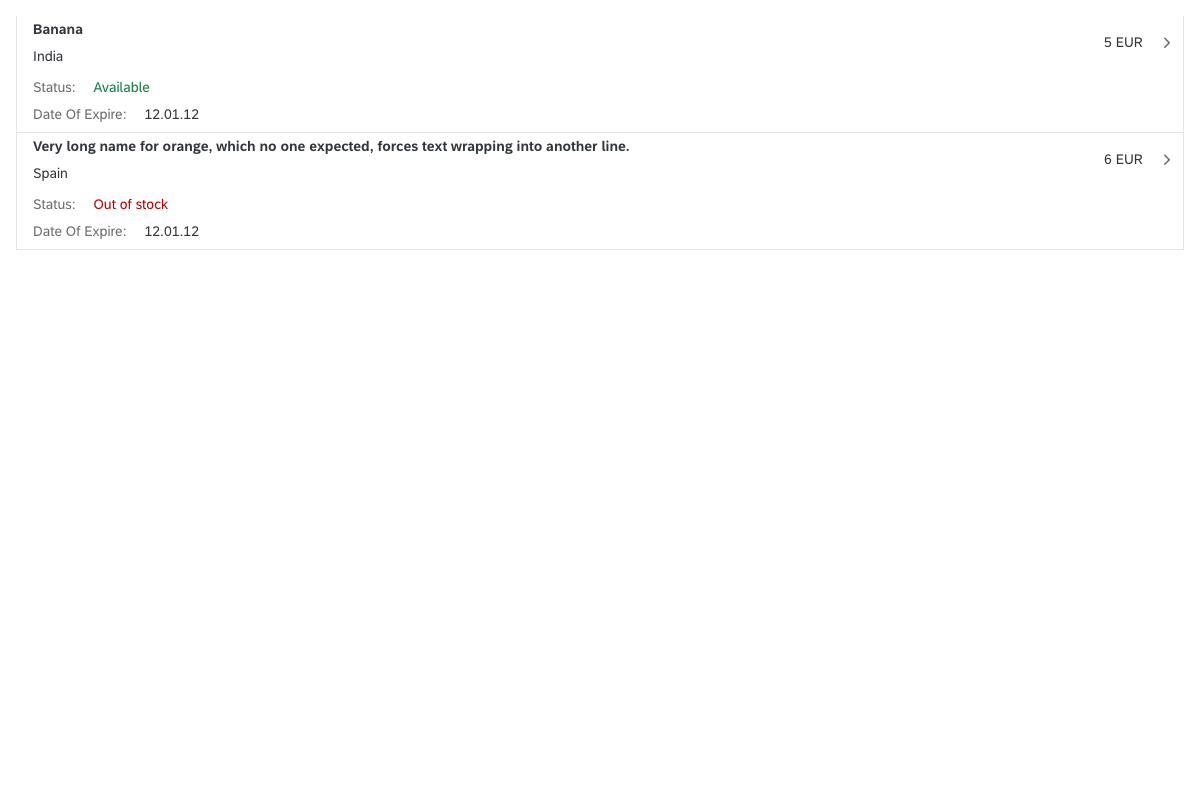 Banana
5 EUR
India
Status: Available
Date Of Expire: 12.01.12
Very long name for orange, which no one expected, forces text wrapping into another line.
6 EUR
Spain
Status: Out of stock
Date Of Expire: 12.01.12